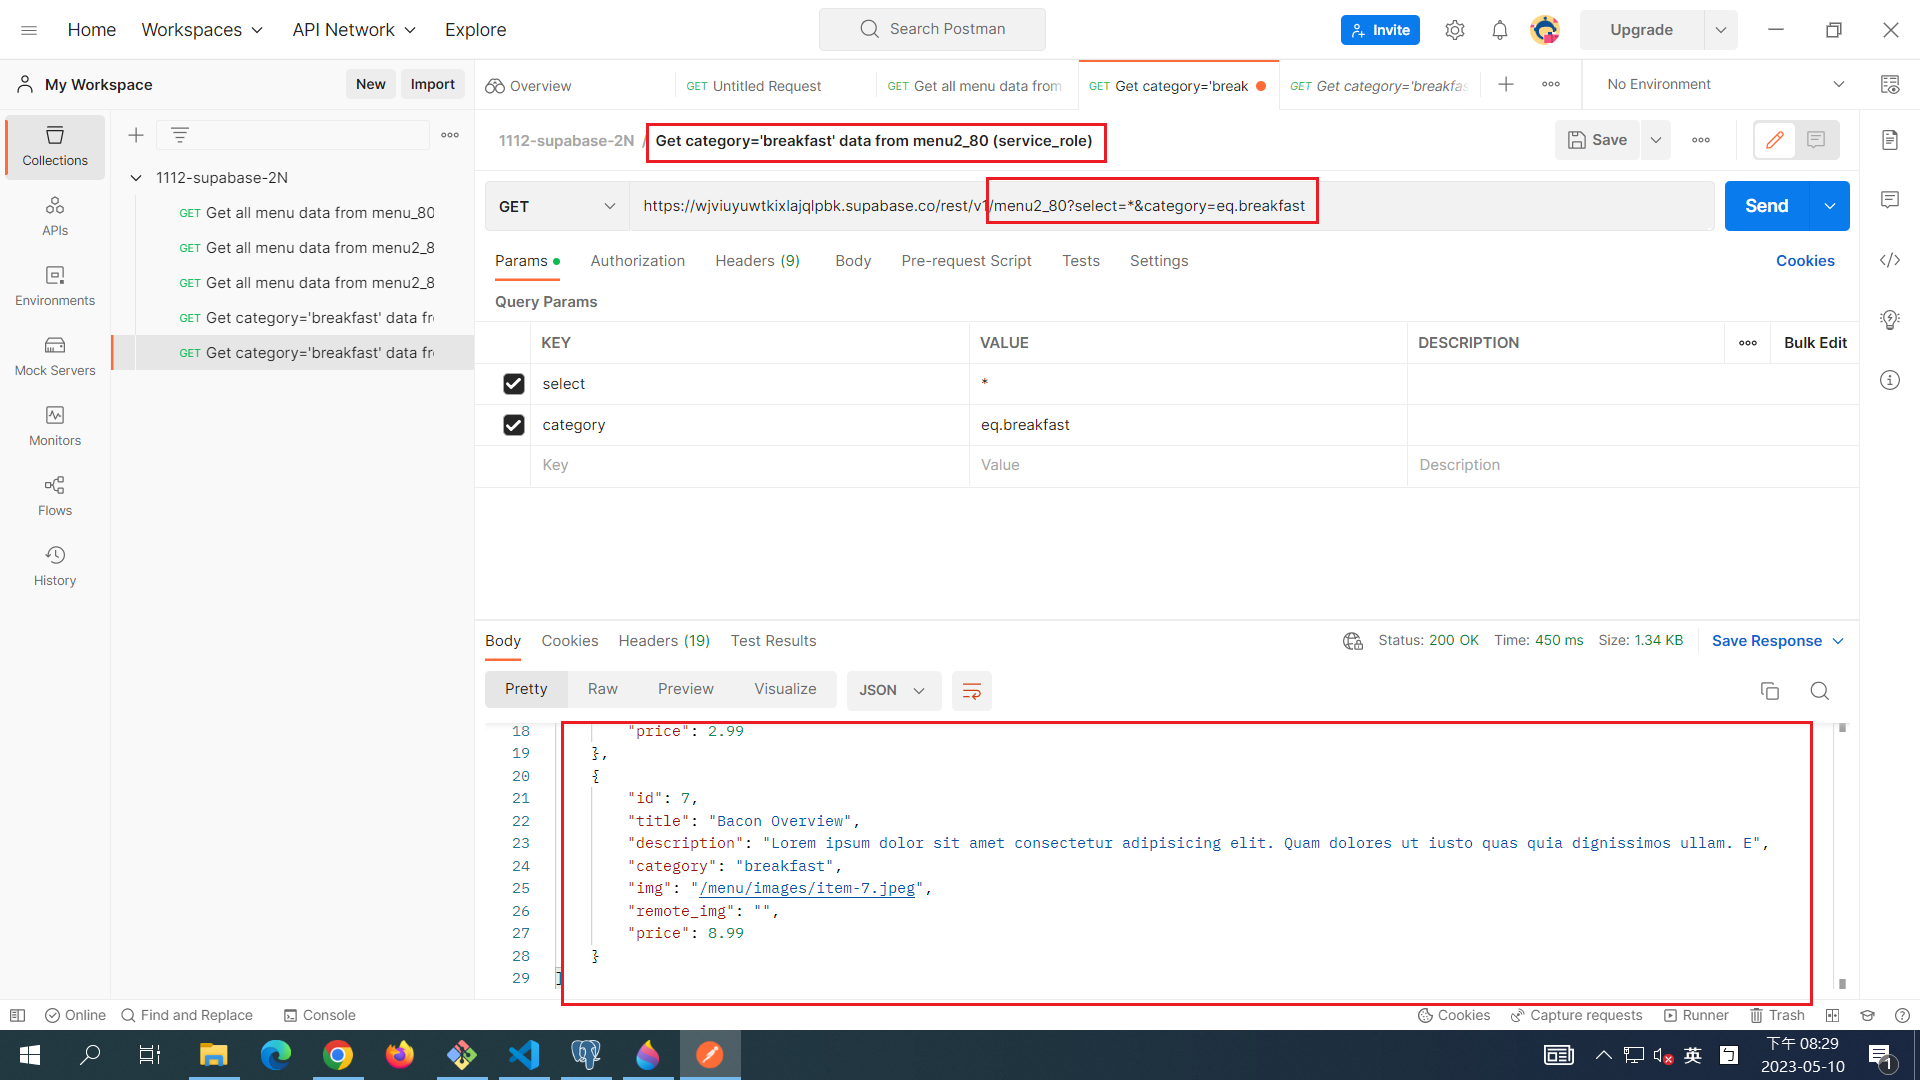 Home
Workspaces
API Network
Explore
Search Postman
Invite
Upgrade
My Workspace
New
Import
Overview
GET Untitled Request
GET Get all menu data from
GET Get category='break
GET Get category='breakfas
No Environment
Collections
APIs
Environments
Mock Servers
Monitors
Flows
History
1112-supabase-2N
GET Get all menu data from menu_80
GET Get all menu data from menu2_8
GET Get all menu data from menu2_8
GET Get category='breakfast' data fr
GET Get category='breakfast' data fr
1112-supabase-2N / Get category='breakfast' data from menu2_80 (service_role)
Save
GET
https://wjviuyuwtkixlajqlpbk.supabase.co/rest/v1/menu2_80?select=*&category=eq.breakfast
Send
Params
Authorization
Headers (9)
Body
Pre-request Script
Tests
Settings
Cookies
Query Params
KEY
VALUE
DESCRIPTION
Bulk Edit
select
*
category
eq.breakfast
Key
Value
Description
Body
Cookies
Headers (19)
Test Results
Status: 200 OK
Time: 450 ms
Size: 1.34 KB
Save Response
Pretty
Raw
Preview
Visualize
JSON
18 "price": 2.99
19 },
20 {
21 "id": 7,
22 "title": "Bacon Overview",
23 "description": "Lorem ipsum dolor sit amet consectetur adipisicing elit. Quam dolores ut iusto quas quia dignissimos ullam. E",
24 "category": "breakfast",
25 "img": "/menu/images/item-7.jpeg",
26 "remote_img": "",
27 "price": 8.99
28 }
29 ]
Online
Find and Replace
Console
Cookies
Capture requests
Runner
Trash
英
ㄅ
下午 08:29
2023-05-10
1